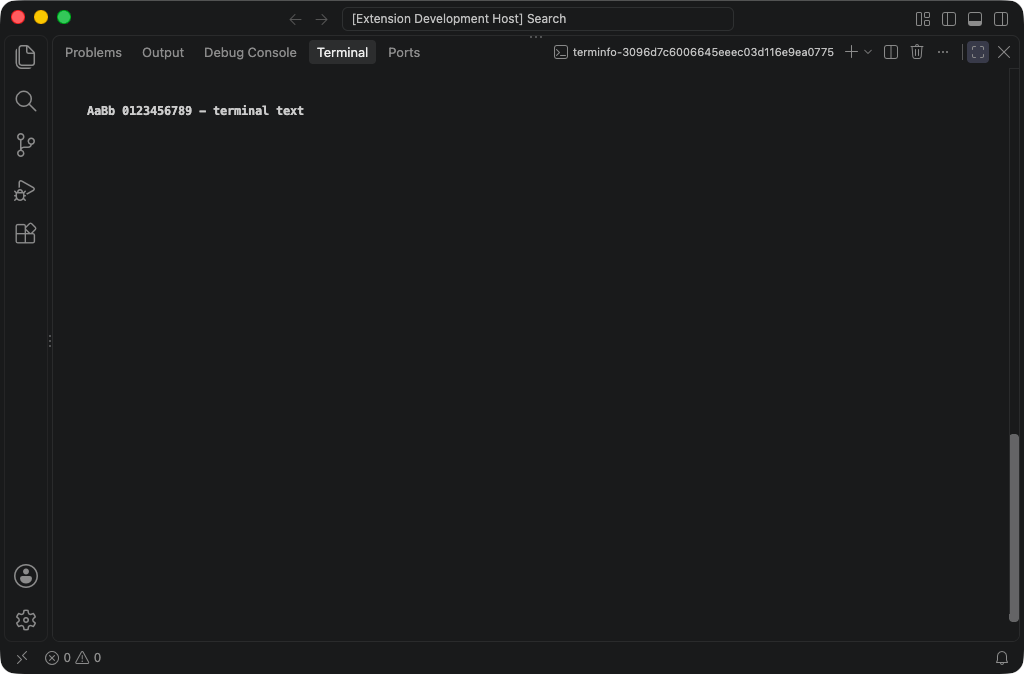 [Extension Development Host] Search
Problems Output Debug Console Terminal Ports terminfo-3096d7c6006645eeec03d116e9ea0775
AaBb 0123456789 – terminal text
0 0